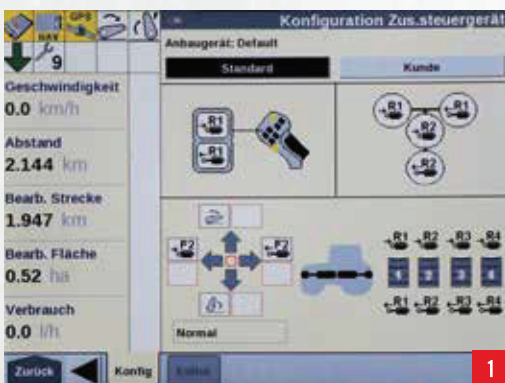 GPS
NAV
9
Konfiguration Zus.steuergerät
Anbaugerät: Default
Standard
Kunde
Geschwindigkeit
0.0 km/h
Abstand
2.144 km
Bearb. Strecke
1.947 km
Bearb. Fläche
0.52 ha
Verbrauch
0.0 l/h
R1
R1
R1 R1
R2
R2
F2 F2
Normal
R1 R2 R3 R4
1 2 3 4
R1 R2 R3 R4
Zurück
Konfig
1